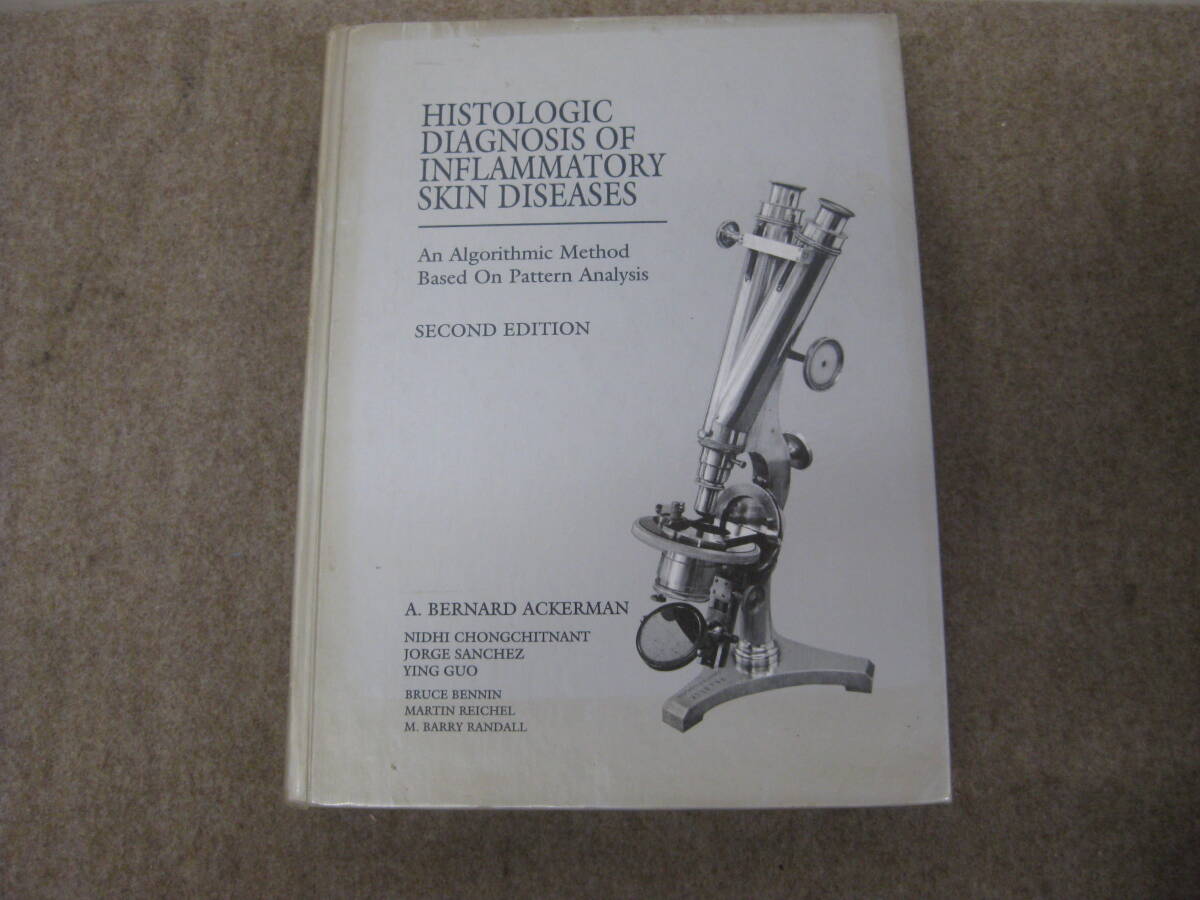 HISTOLOGIC
DIAGNOSIS OF
INFLAMMATORY
SKIN DISEASES
An Algorithmic Method
Based On Pattern Analysis
SECOND EDITION
A. BERNARD ACKERMAN
NIDHI CHONGCHITNANT
JORGE SANCHEZ
YING GUO
BRUCE BENNIN
MARTIN REICHEL
M. BARRY RANDALL